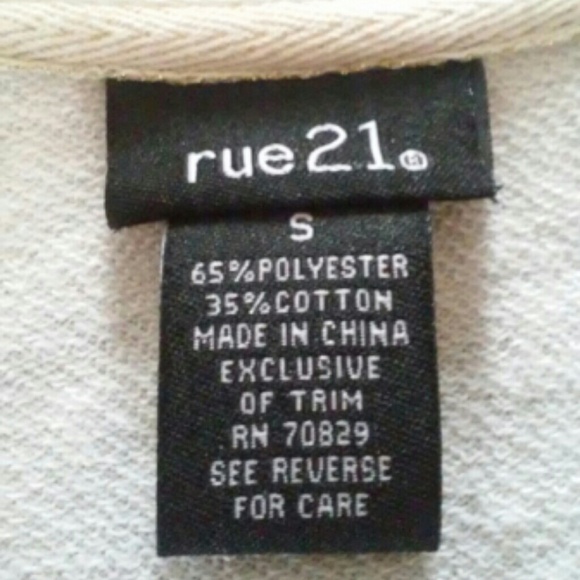 rue21®
S
65%POLYESTER
35%COTTON
MADE IN CHINA
EXCLUSIVE
OF TRIM
RN 70829
SEE REVERSE
FOR CARE